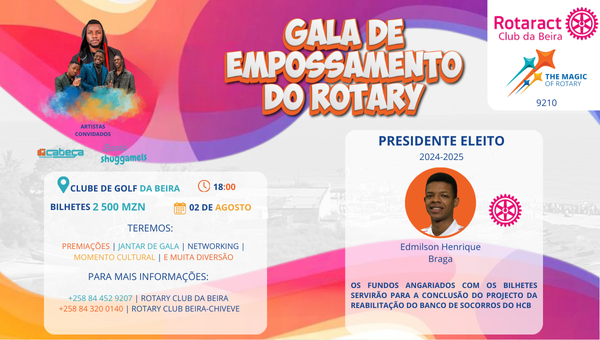 GALA DE
EMPOSSAMENTO
DO ROTARY
Rotaract
Club da Beira
THE MAGIC
OF ROTARY
9210
ARTISTAS
CONVIDADOS
cabeça
shuggamels
CLUBE DE GOLF DA BEIRA
18:00
BILHETES 2 500 MZN
02 DE AGOSTO
TEREMOS:
PREMIAÇÕES | JANTAR DE GALA | NETWORKING |
MOMENTO CULTURAL | E MUITA DIVERSÃO
PARA MAIS INFORMAÇÕES:
+258 84 452 9207 | ROTARY CLUB DA BEIRA
+258 84 320 0140 | ROTARY CLUB BEIRA-CHIVEVE
PRESIDENTE ELEITO
2024-2025
Edmilson Henrique
Braga
OS FUNDOS ANGARIADOS COM OS BILHETES
SERVIRÃO PARA A CONCLUSÃO DO PROJECTO DA
REABILITAÇÃO DO BANCO DE SOCORROS DO HCB